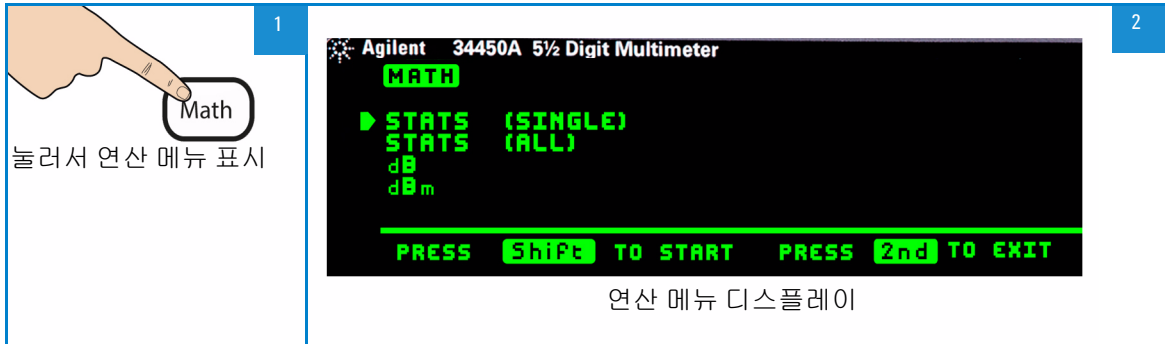 1
Math
눌러서 연산 메뉴 표시
2
Agilent 34450A 5½ Digit Multimeter
MATH
STATS (SINGLE)
STATS (ALL)
dB
dBm
PRESS Shift TO START PRESS 2nd TO EXIT
연산 메뉴 디스플레이